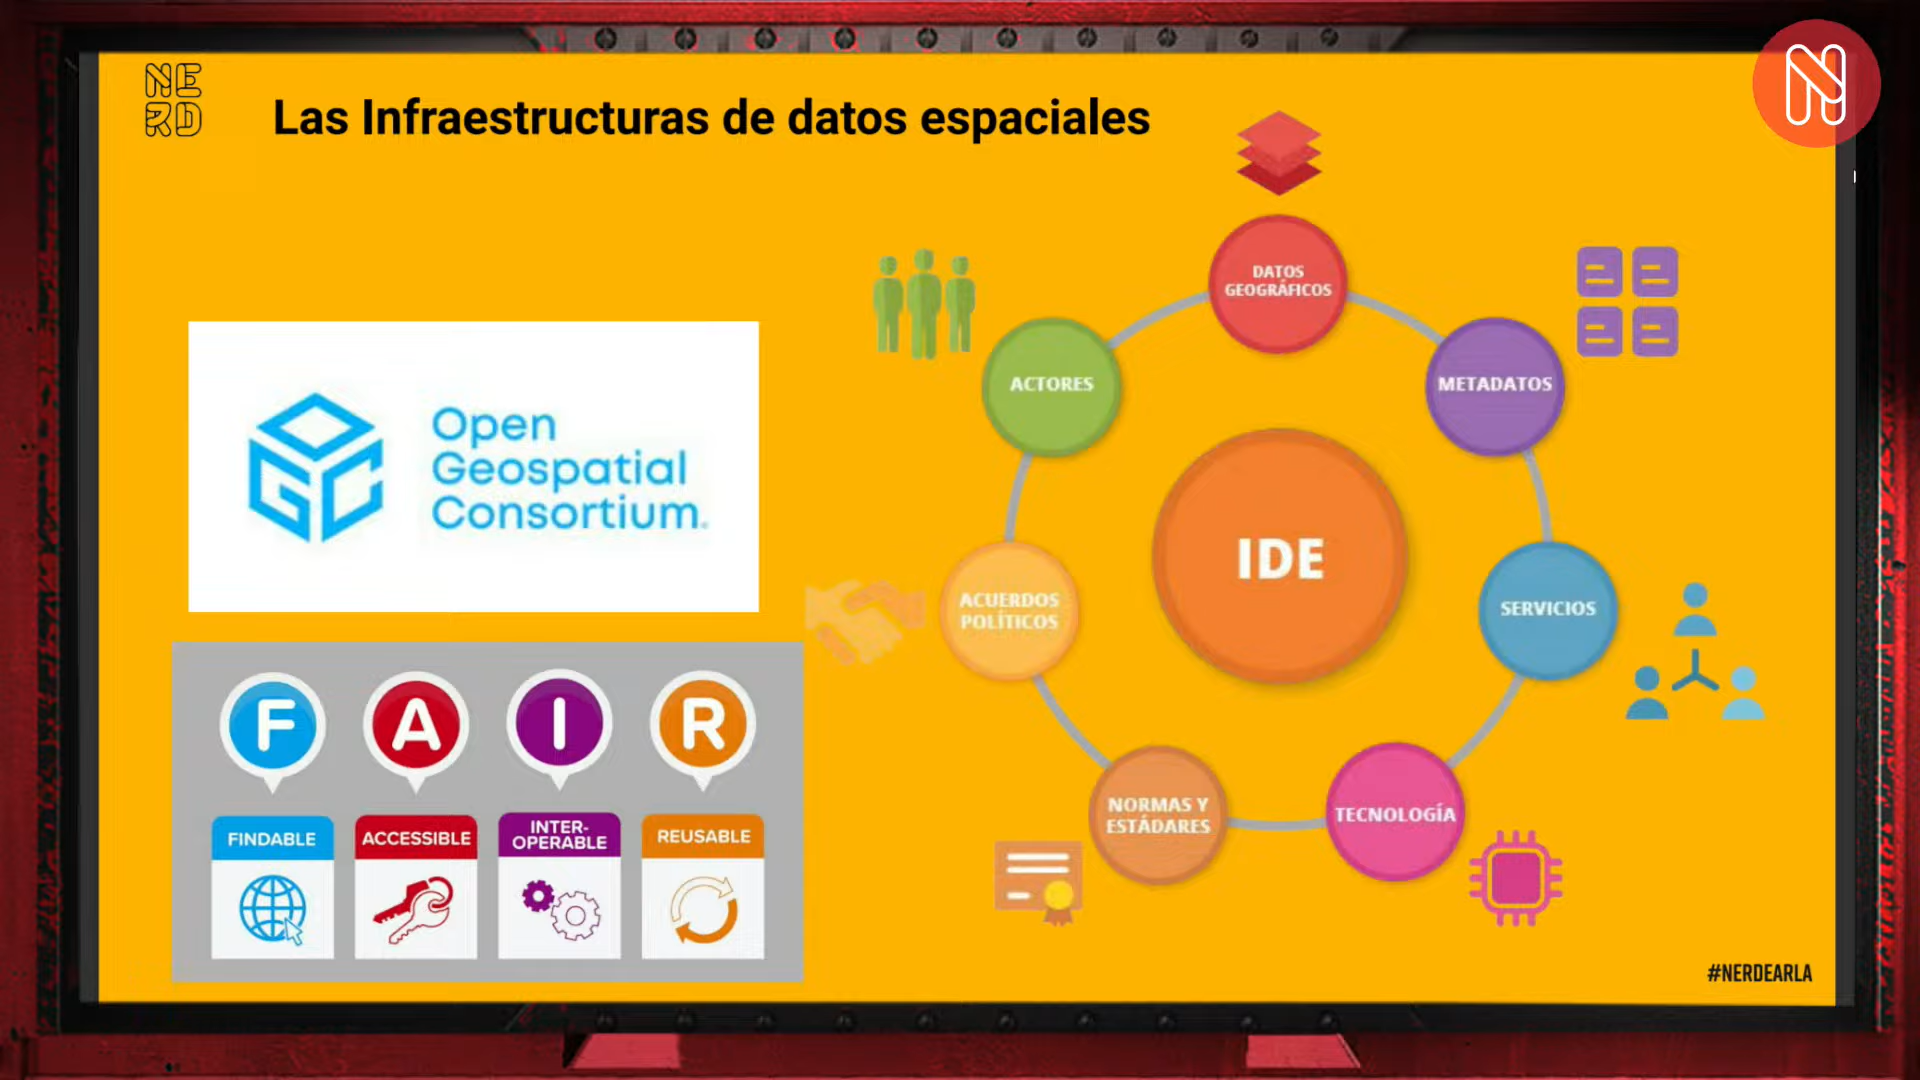 NE
RD
Las Infraestructuras de datos espaciales
N
Open
Geospatial
Consortium.
OGC
F A I R
FINDABLE
ACCESSIBLE
INTER-
OPERABLE
REUSABLE
DATOS
GEOGRÁFICOS
METADATOS
SERVICIOS
TECNOLOGÍA
NORMAS Y
ESTÁDARES
ACUERDOS
POLÍTICOS
ACTORES
IDE
#NERDEARLA